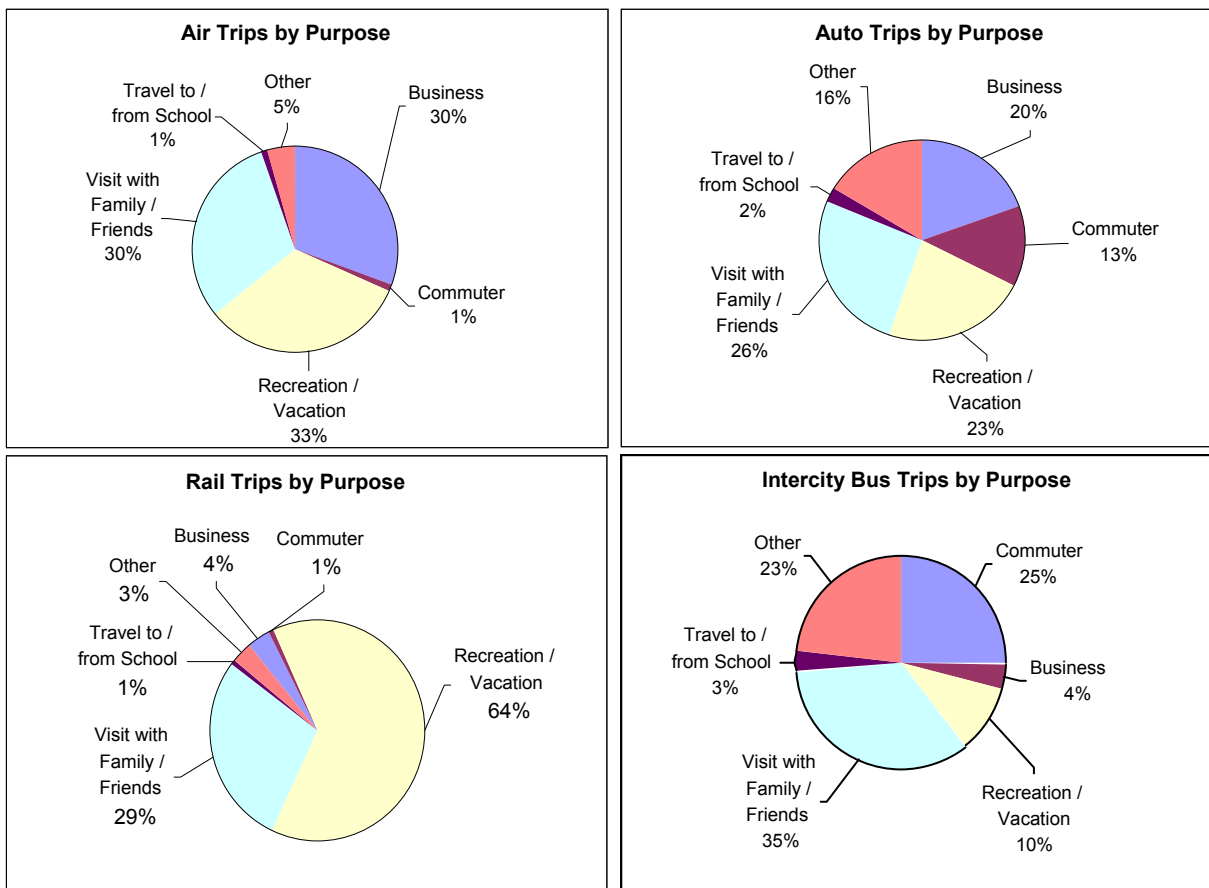 Air Trips by Purpose
Other
5%
Business
30%
Travel to /
from School
1%
Visit with
Family /
Friends
30%
Commuter
1%
Recreation /
Vacation
33%
Auto Trips by Purpose
Other
16%
Business
20%
Travel to /
from School
2%
Commuter
13%
Visit with
Family /
Friends
26%
Recreation /
Vacation
23%
Rail Trips by Purpose
Business
4%
Commuter
1%
Other
3%
Travel to /
from School
1%
Recreation /
Vacation
64%
Visit with
Family /
Friends
29%
Intercity Bus Trips by Purpose
Other
23%
Commuter
25%
Travel to /
from School
3%
Business
4%
Visit with
Family /
Friends
35%
Recreation /
Vacation
10%